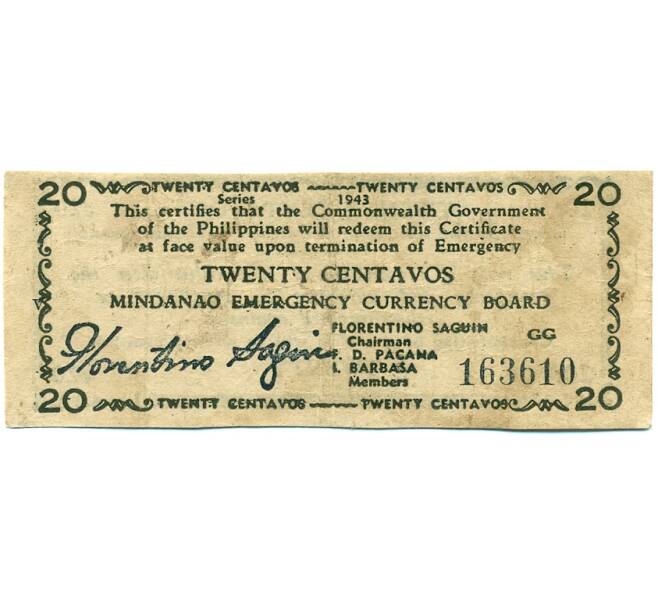 20 TWENTY CENTAVOS TWENTY CENTAVOS 20
Series 1943
This certifies that the Commonwealth Government
of the Philippines will redeem this Certificate
at face value upon termination of Emergency
TWENTY CENTAVOS
MINDANAO EMERGENCY CURRENCY BOARD
Florentino Saguin
FLORENTINO SAGUIN GG
Chairman
F. D. PACANA
I. BARBASA
Members
163610
20 TWENTY CENTAVOS TWENTY CENTAVOS 20